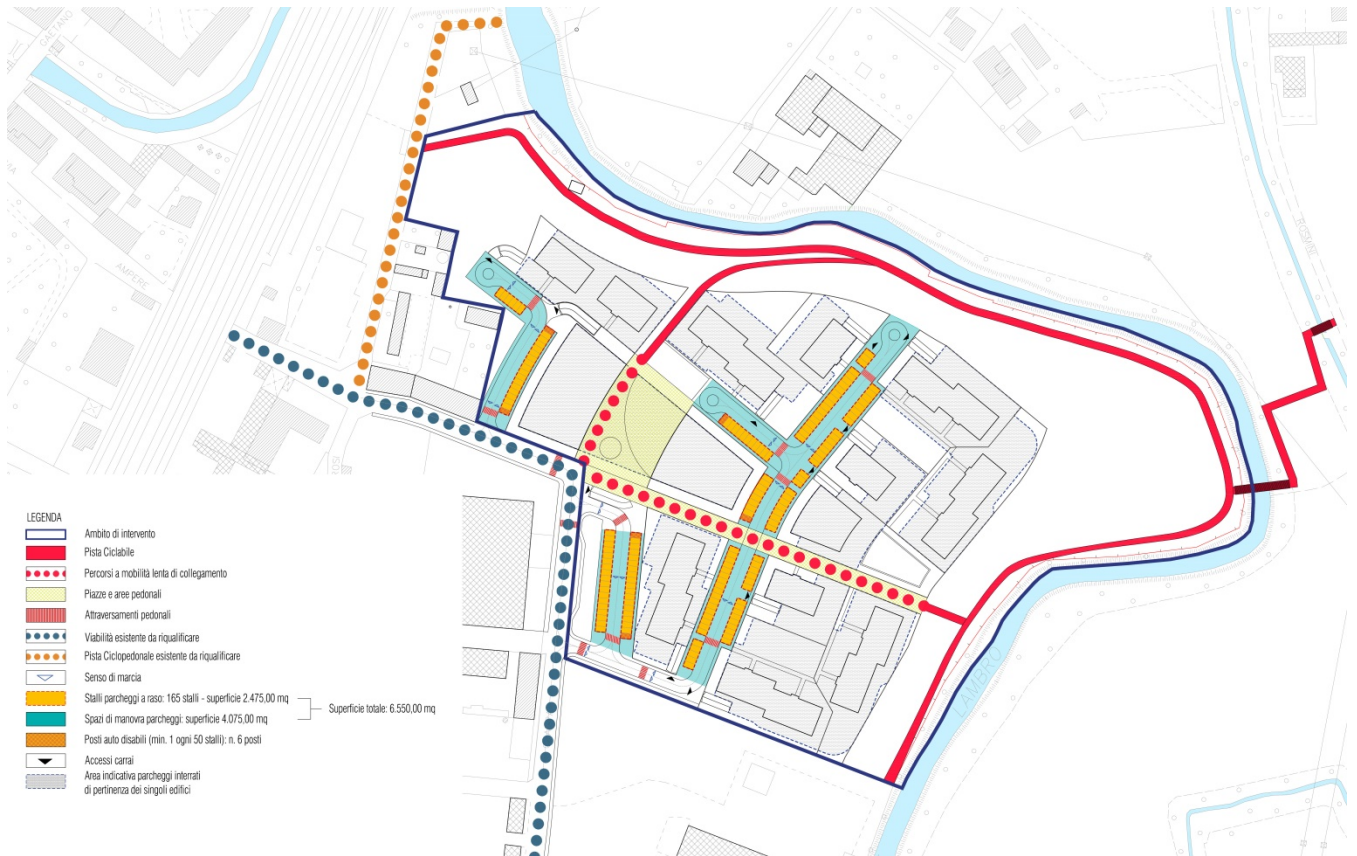 GAETANO
AMPERE
A
ROSMINI
LAMBRO
LEGENDA
Ambito di intervento
Pista Ciclabile
Percorsi a mobilità lenta di collegamento
Piazze e aree pedonali
Attraversamenti pedonali
Viabilità esistente da riqualificare
Pista Ciclopedonale esistente da riqualificare
Senso di marcia
Stalli parcheggi a raso: 165 stalli - superficie 2.475,00 mq
Superficie totale: 6.550,00 mq
Spazi di manovra parcheggi: superficie 4.075,00 mq
Posti auto disabili (min. 1 ogni 50 stalli): n. 6 posti
Accessi carrai
Area indicativa parcheggi interrati
di pertinenza dei singoli edifici